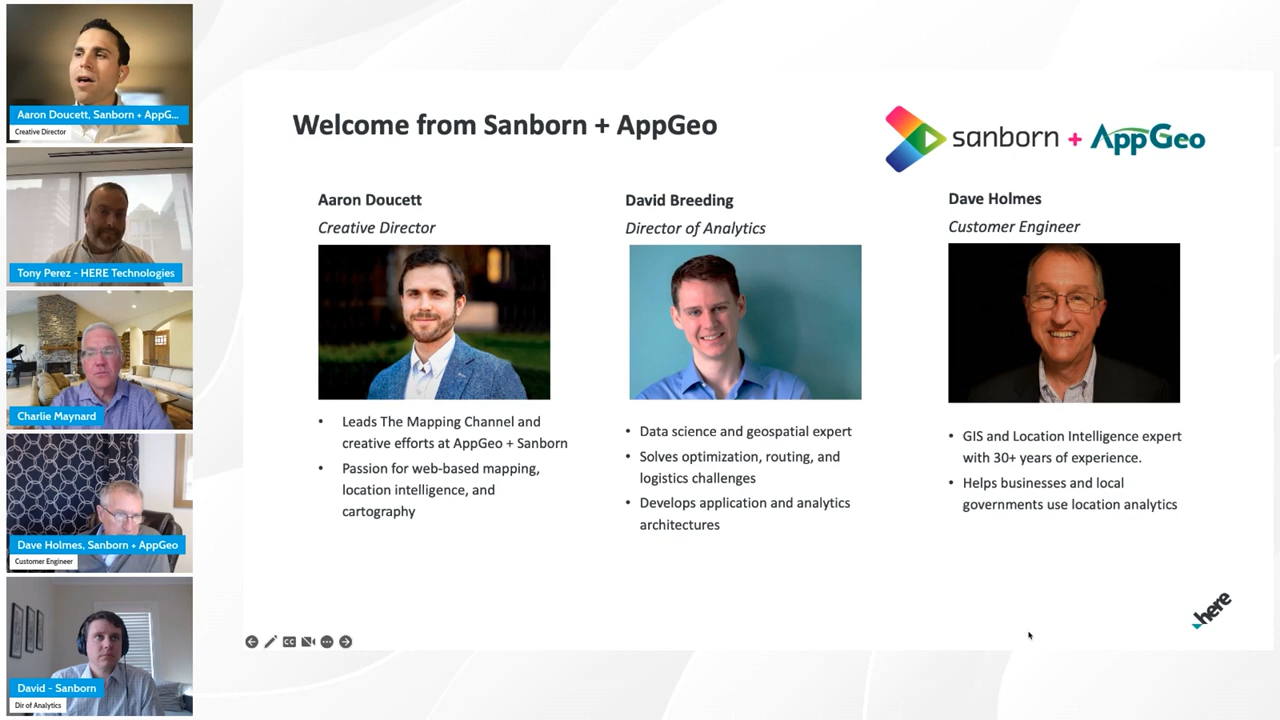 Aaron Doucett, Sanborn + AppG...
Creative Director
Tony Perez - HERE Technologies
Charlie Maynard
Dave Holmes, Sanborn + AppGeo
Customer Engineer
David - Sanborn
Dir of Analytics
Welcome from Sanborn + AppGeo
sanborn + AppGeo
Aaron Doucett
Creative Director
• Leads The Mapping Channel and
creative efforts at AppGeo + Sanborn
• Passion for web-based mapping,
location intelligence, and
cartography
David Breeding
Director of Analytics
• Data science and geospatial expert
• Solves optimization, routing, and
logistics challenges
• Develops application and analytics
architectures
Dave Holmes
Customer Engineer
• GIS and Location Intelligence expert
with 30+ years of experience.
• Helps businesses and local
governments use location analytics
CC
here